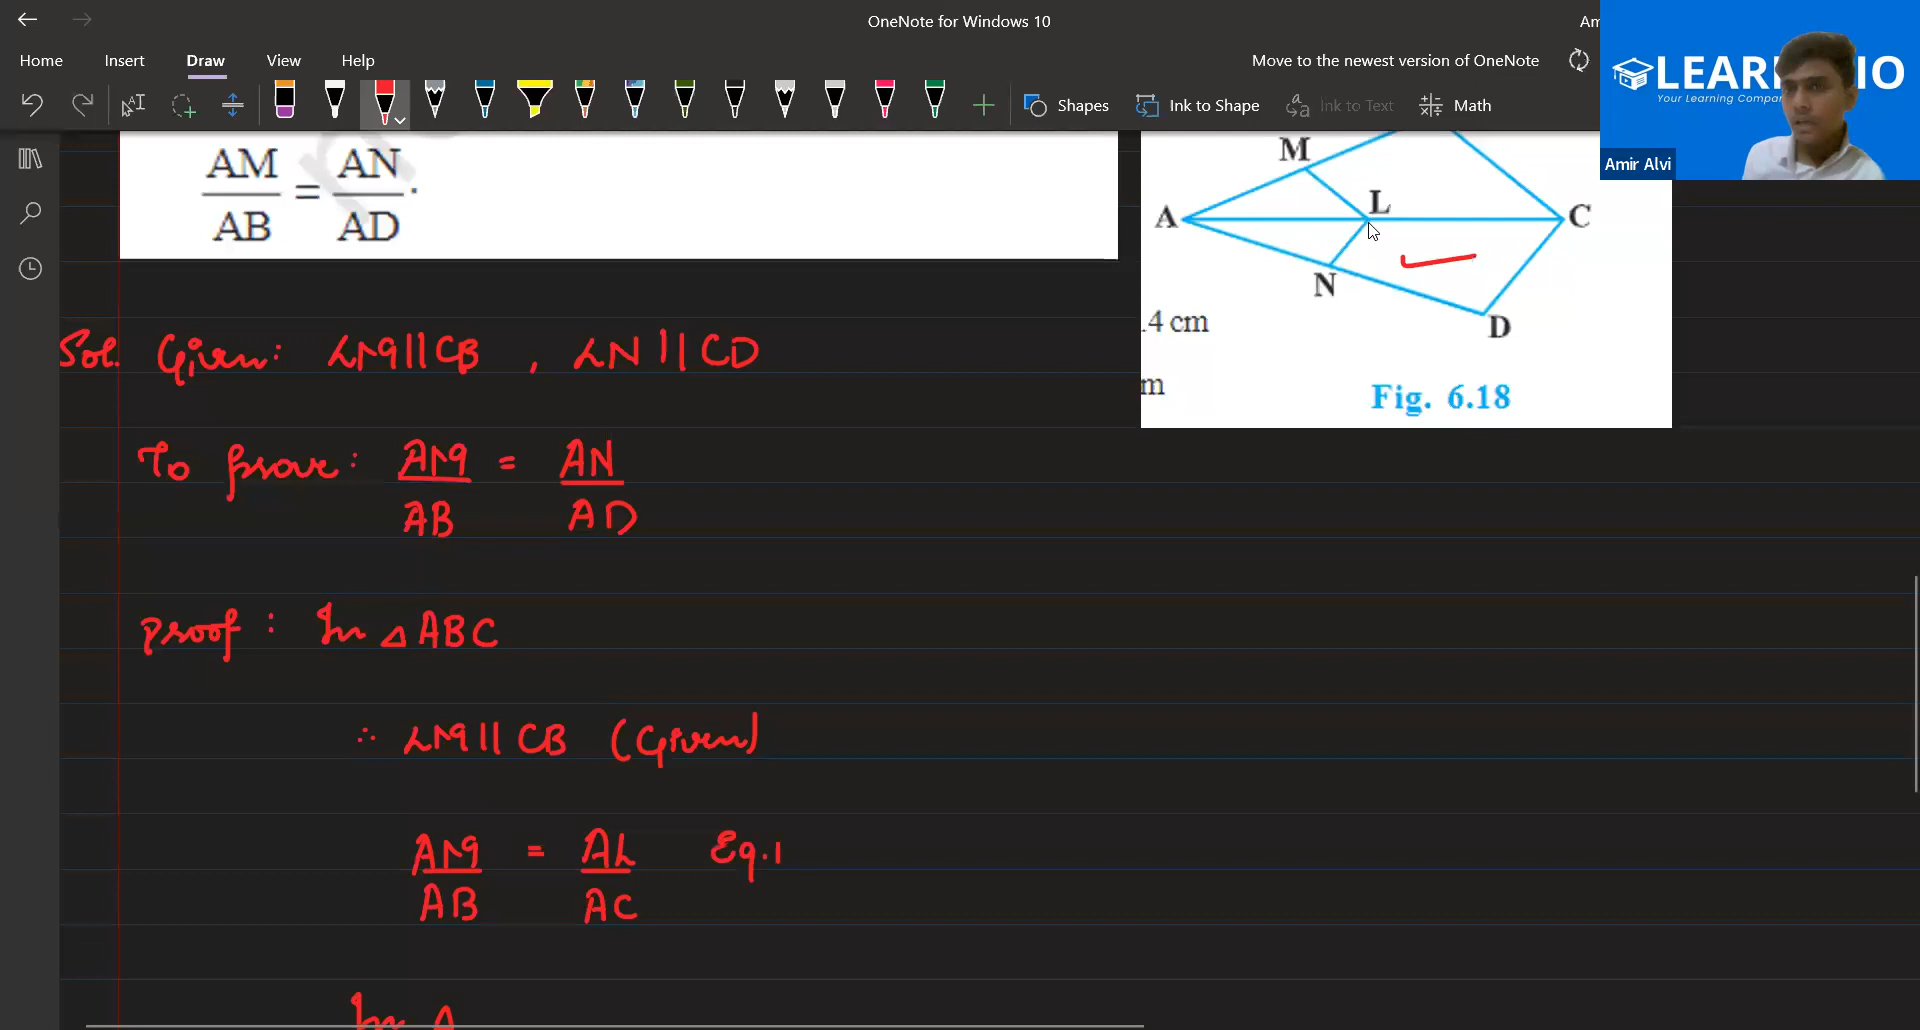 OneNote for Windows 10
Am
Home Insert Draw View Help
Move to the newest version of OneNote
Shapes Ink to Shape Ink to Text Math
LEAR IO
Your Learning Compa
Amir Alvi
AM/AB = AN/AD.
M
A L C
N
D
.4 cm
m
Fig. 6.18
Sol. Given: LM||CB , LN||CD
To prove: AM/AB = AN/AD
Proof: In △ABC
∴ LM||CB (Given)
AM/AB = AL/AC Eq.1
In △